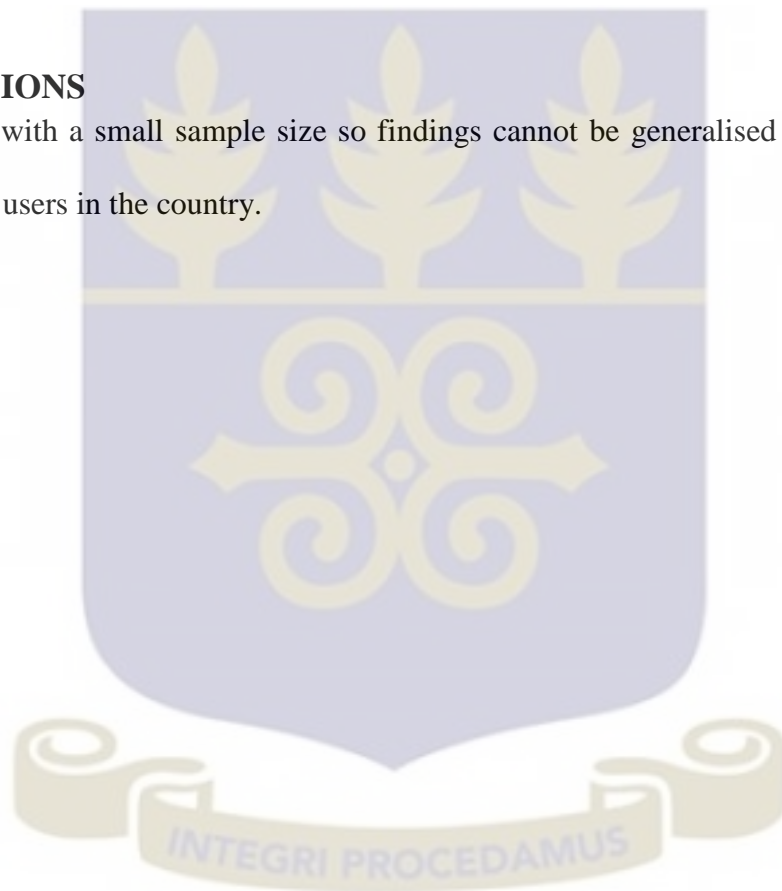 IONS
with a small sample size so findings cannot be generalised
users in the country.
INTEGRI PROCEDAMUS